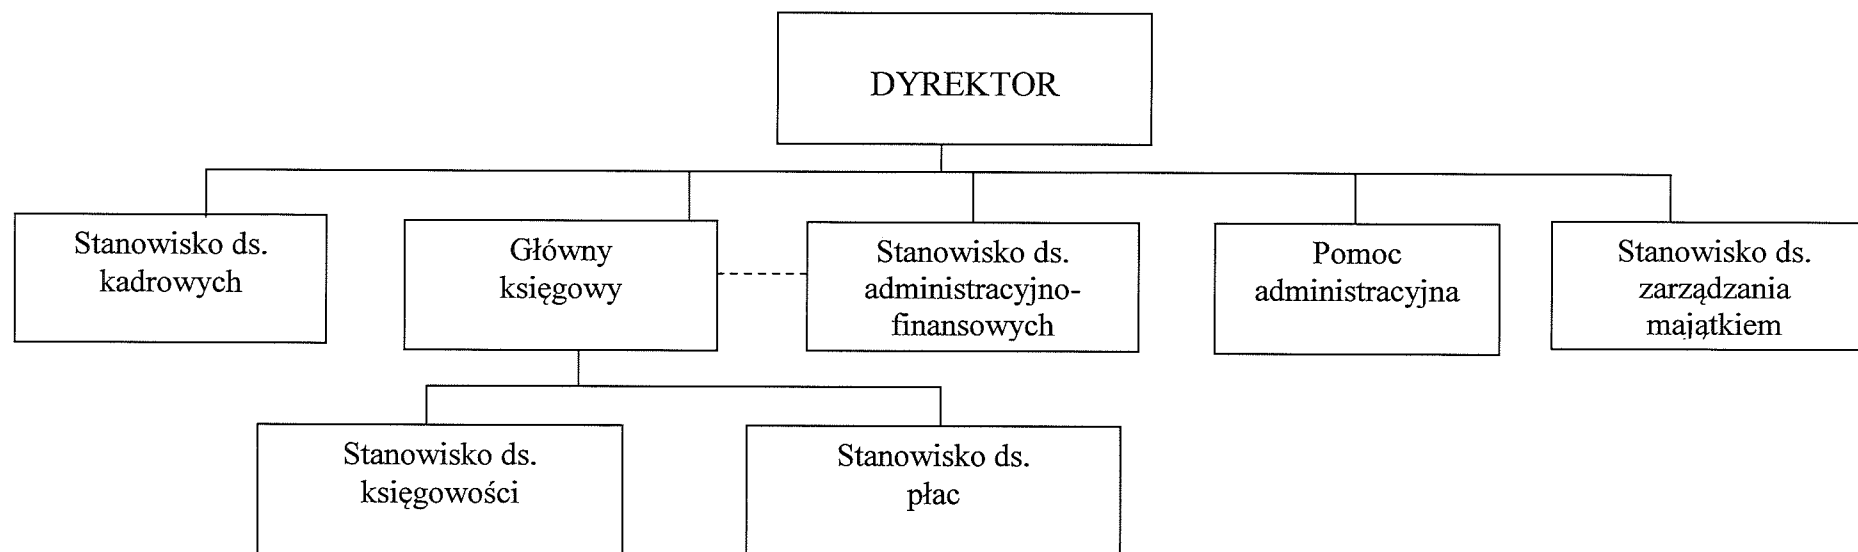 DYREKTOR
Stanowisko ds.
kadrowych
Główny
księgowy
Stanowisko ds.
administracyjno-
finansowych
Pomoc
administracyjna
Stanowisko ds.
zarządzania
majątkiem
Stanowisko ds.
księgowości
Stanowisko ds.
płac